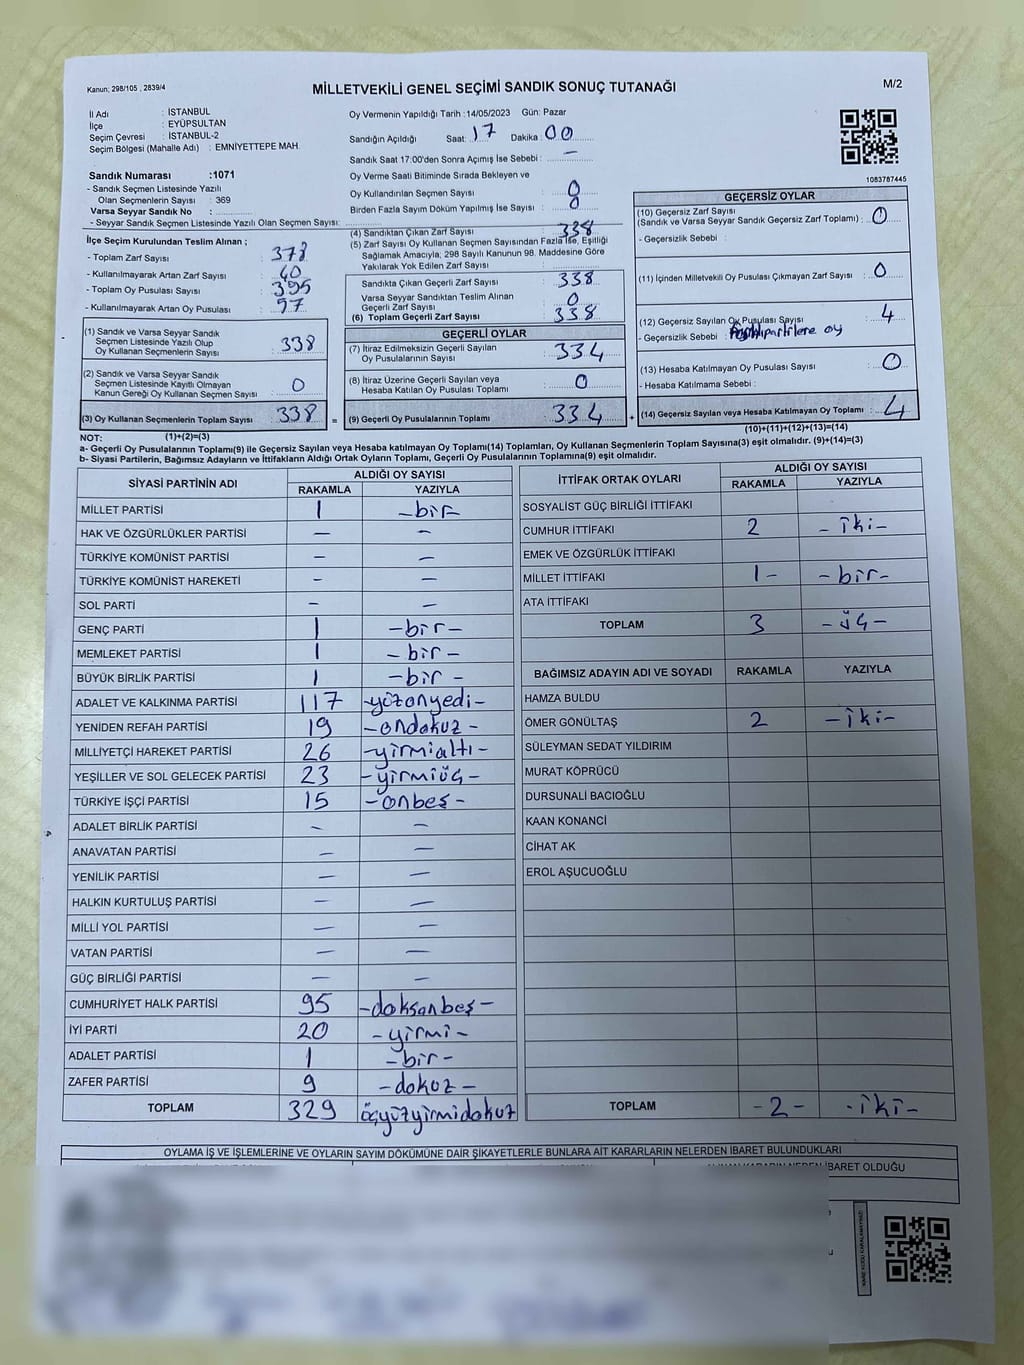 Kanun; 298/105 , 2839/4
MİLLETVEKİLİ GENEL SEÇİMİ SANDIK SONUÇ TUTANAĞI
M/2
İl Adı : İSTANBUL
İlçe : EYÜPSULTAN
Seçim Çevresi : İSTANBUL-2
Seçim Bölgesi (Mahalle Adı) : EMNİYETTEPE MAH.
Sandık Numarası :1071
- Sandık Seçmen Listesinde Yazılı
Olan Seçmenlerin Sayısı : 369
Varsa Seyyar Sandık No :
- Seyyar Sandık Seçmen Listesinde Yazılı Olan Seçmen Sayısı:
Oy Vermenin Yapıldığı Tarih :14/05/2023 Gün: Pazar
Sandığın Açıldığı Saat: 17 Dakika : 00
Sandık Saat 17:00'den Sonra Açımış İse Sebebi : —
Oy Verme Saati Bitiminde Sırada Bekleyen ve
Oy Kullandırılan Seçmen Sayısı : 0
Birden Fazla Sayım Döküm Yapılmış İse Sayısı : 0
1083787445
İlçe Seçim Kurulundan Teslim Alınan ;
- Toplam Zarf Sayısı : 378
- Kullanılmayarak Artan Zarf Sayısı : 40
- Toplam Oy Pusulası Sayısı : 395
- Kullanılmayarak Artan Oy Pusulası : 57
(1) Sandık ve Varsa Seyyar Sandık
Seçmen Listesinde Yazılı Olup
Oy Kullanan Seçmenlerin Sayısı : 338
(2) Sandık ve Varsa Seyyar Sandık
Seçmen Listesinde Kayıtlı Olmayan
Kanun Gereği Oy Kullanan Seçmen Sayısı : 0
(3) Oy Kullanan Seçmenlerin Toplam Sayısı : 338
(4) Sandıktan Çıkan Zarf Sayısı : 338
(5) Zarf Sayısı Oy Kullanan Seçmen Sayısından Fazla İse, Eşitliği
Sağlamak Amacıyla; 298 Sayılı Kanunun 98. Maddesine Göre
Yakılarak Yok Edilen Zarf Sayısı :
Sandıkta Çıkan Geçerli Zarf Sayısı : 338
Varsa Seyyar Sandıktan Teslim Alınan
Geçerli Zarf Sayısı : 0
(6) Toplam Geçerli Zarf Sayısı : 338
GEÇERLİ OYLAR
(7) İtiraz Edilmeksizin Geçerli Sayılan
Oy Pusulalarının Sayısı : 334
(8) İtiraz Üzerine Geçerli Sayılan veya
Hesaba Katılan Oy Pusulası Toplamı : 0
= (9) Geçerli Oy Pusulalarının Toplamı : 334
GEÇERSİZ OYLAR
(10) Geçersiz Zarf Sayısı
(Sandık ve Varsa Seyyar Sandık Geçersiz Zarf Toplamı) : 0
- Geçersizlik Sebebi :
(11) İçinden Milletvekili Oy Pusulası Çıkmayan Zarf Sayısı : 0
(12) Geçersiz Sayılan Oy Pusulası Sayısı : 4
- Geçersizlik Sebebi : partilere oy
(13) Hesaba Katılmayan Oy Pusulası Sayısı : 0
- Hesaba Katılmama Sebebi :
+ (14) Geçersiz Sayılan veya Hesaba Katılmayan Oy Toplamı : 4
NOT: (1)+(2)=(3)
(10)+(11)+(12)+(13)=(14)
a- Geçerli Oy Pusulalarının Toplamı(9) ile Geçersiz Sayılan veya Hesaba katılmayan Oy Toplamı(14) Toplamları, Oy Kullanan Seçmenlerin Toplam Sayısına(3) eşit olmalıdır. (9)+(14)=(3)
b- Siyasi Partilerin, Bağımsız Adayların ve İttifakların Aldığı Ortak Oyların Toplamı, Geçerli Oy Pusulalarının Toplamına(9) eşit olmalıdır.
SİYASİ PARTİNİN ADI
ALDIĞI OY SAYISI
RAKAMLA YAZIYLA
MİLLET PARTİSİ 1 -bir-
HAK VE ÖZGÜRLÜKLER PARTİSİ — —
TÜRKİYE KOMÜNİST PARTİSİ — —
TÜRKİYE KOMÜNİST HAREKETİ — —
SOL PARTİ — —
GENÇ PARTİ 1 -bir-
MEMLEKET PARTİSİ 1 -bir-
BÜYÜK BİRLİK PARTİSİ 1 -bir-
ADALET VE KALKINMA PARTİSİ 117 -yüzonyedi-
YENİDEN REFAH PARTİSİ 19 -ondokuz-
MİLLİYETÇİ HAREKET PARTİSİ 26 -yirmialtı-
YEŞİLLER VE SOL GELECEK PARTİSİ 23 -yirmiüç-
TÜRKİYE İŞÇİ PARTİSİ 15 -onbeş-
ADALET BİRLİK PARTİSİ — —
ANAVATAN PARTİSİ — —
YENİLİK PARTİSİ — —
HALKIN KURTULUŞ PARTİSİ — —
MİLLİ YOL PARTİSİ — —
VATAN PARTİSİ — —
GÜÇ BİRLİĞİ PARTİSİ — —
CUMHURİYET HALK PARTİSİ 95 -doksanbeş-
İYİ PARTİ 20 -yirmi-
ADALET PARTİSİ 1 -bir-
ZAFER PARTİSİ 9 -dokuz-
TOPLAM 329 üçyüzyirmidokuz
İTTİFAK ORTAK OYLARI
ALDIĞI OY SAYISI
RAKAMLA YAZIYLA
SOSYALİST GÜÇ BİRLİĞİ İTTİFAKI
CUMHUR İTTİFAKI 2 -iki-
EMEK VE ÖZGÜRLÜK İTTİFAKI
MİLLET İTTİFAKI 1- -bir-
ATA İTTİFAKI
TOPLAM 3 -üç-
BAĞIMSIZ ADAYIN ADI VE SOYADI RAKAMLA YAZIYLA
HAMZA BULDU
ÖMER GÖNÜLTAŞ 2 -iki-
SÜLEYMAN SEDAT YILDIRIM
MURAT KÖPRÜCÜ
DURSUNALİ BACIOĞLU
KAAN KONANCİ
CİHAT AK
EROL AŞUCUOĞLU
TOPLAM -2- -iki-
OYLAMA İŞ VE İŞLEMLERİNE VE OYLARIN SAYIM DÖKÜMÜNE DAİR ŞİKAYETLERLE BUNLARA AİT KARARLARIN NELERDEN İBARET BULUNDUKLARI
İBARET OLDUĞU